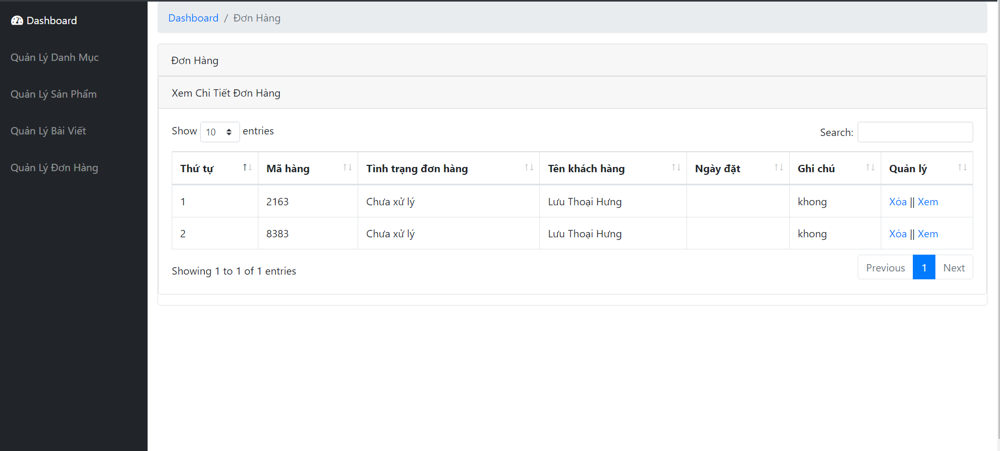 Dashboard
Quản Lý Danh Mục
Quản Lý Sản Phẩm
Quản Lý Bài Viết
Quản Lý Đơn Hàng
Dashboard / Đơn Hàng
Đơn Hàng
Xem Chi Tiết Đơn Hàng
Show 10 entries Search:
Thứ tự Mã hàng Tình trạng đơn hàng Tên khách hàng Ngày đặt Ghi chú Quản lý
1 2163 Chưa xử lý Lưu Thoại Hưng khong Xóa || Xem
2 8383 Chưa xử lý Lưu Thoại Hưng khong Xóa || Xem
Showing 1 to 1 of 1 entries Previous 1 Next